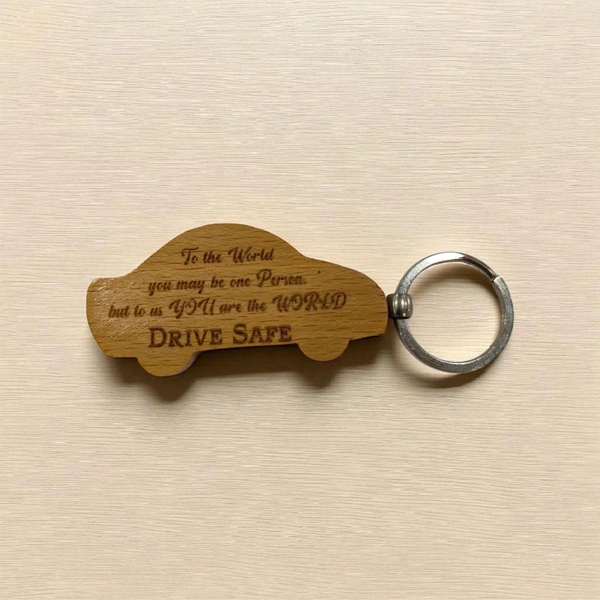 To the World
you may be one Person.
but to us YOU are the WORLD
DRIVE SAFE